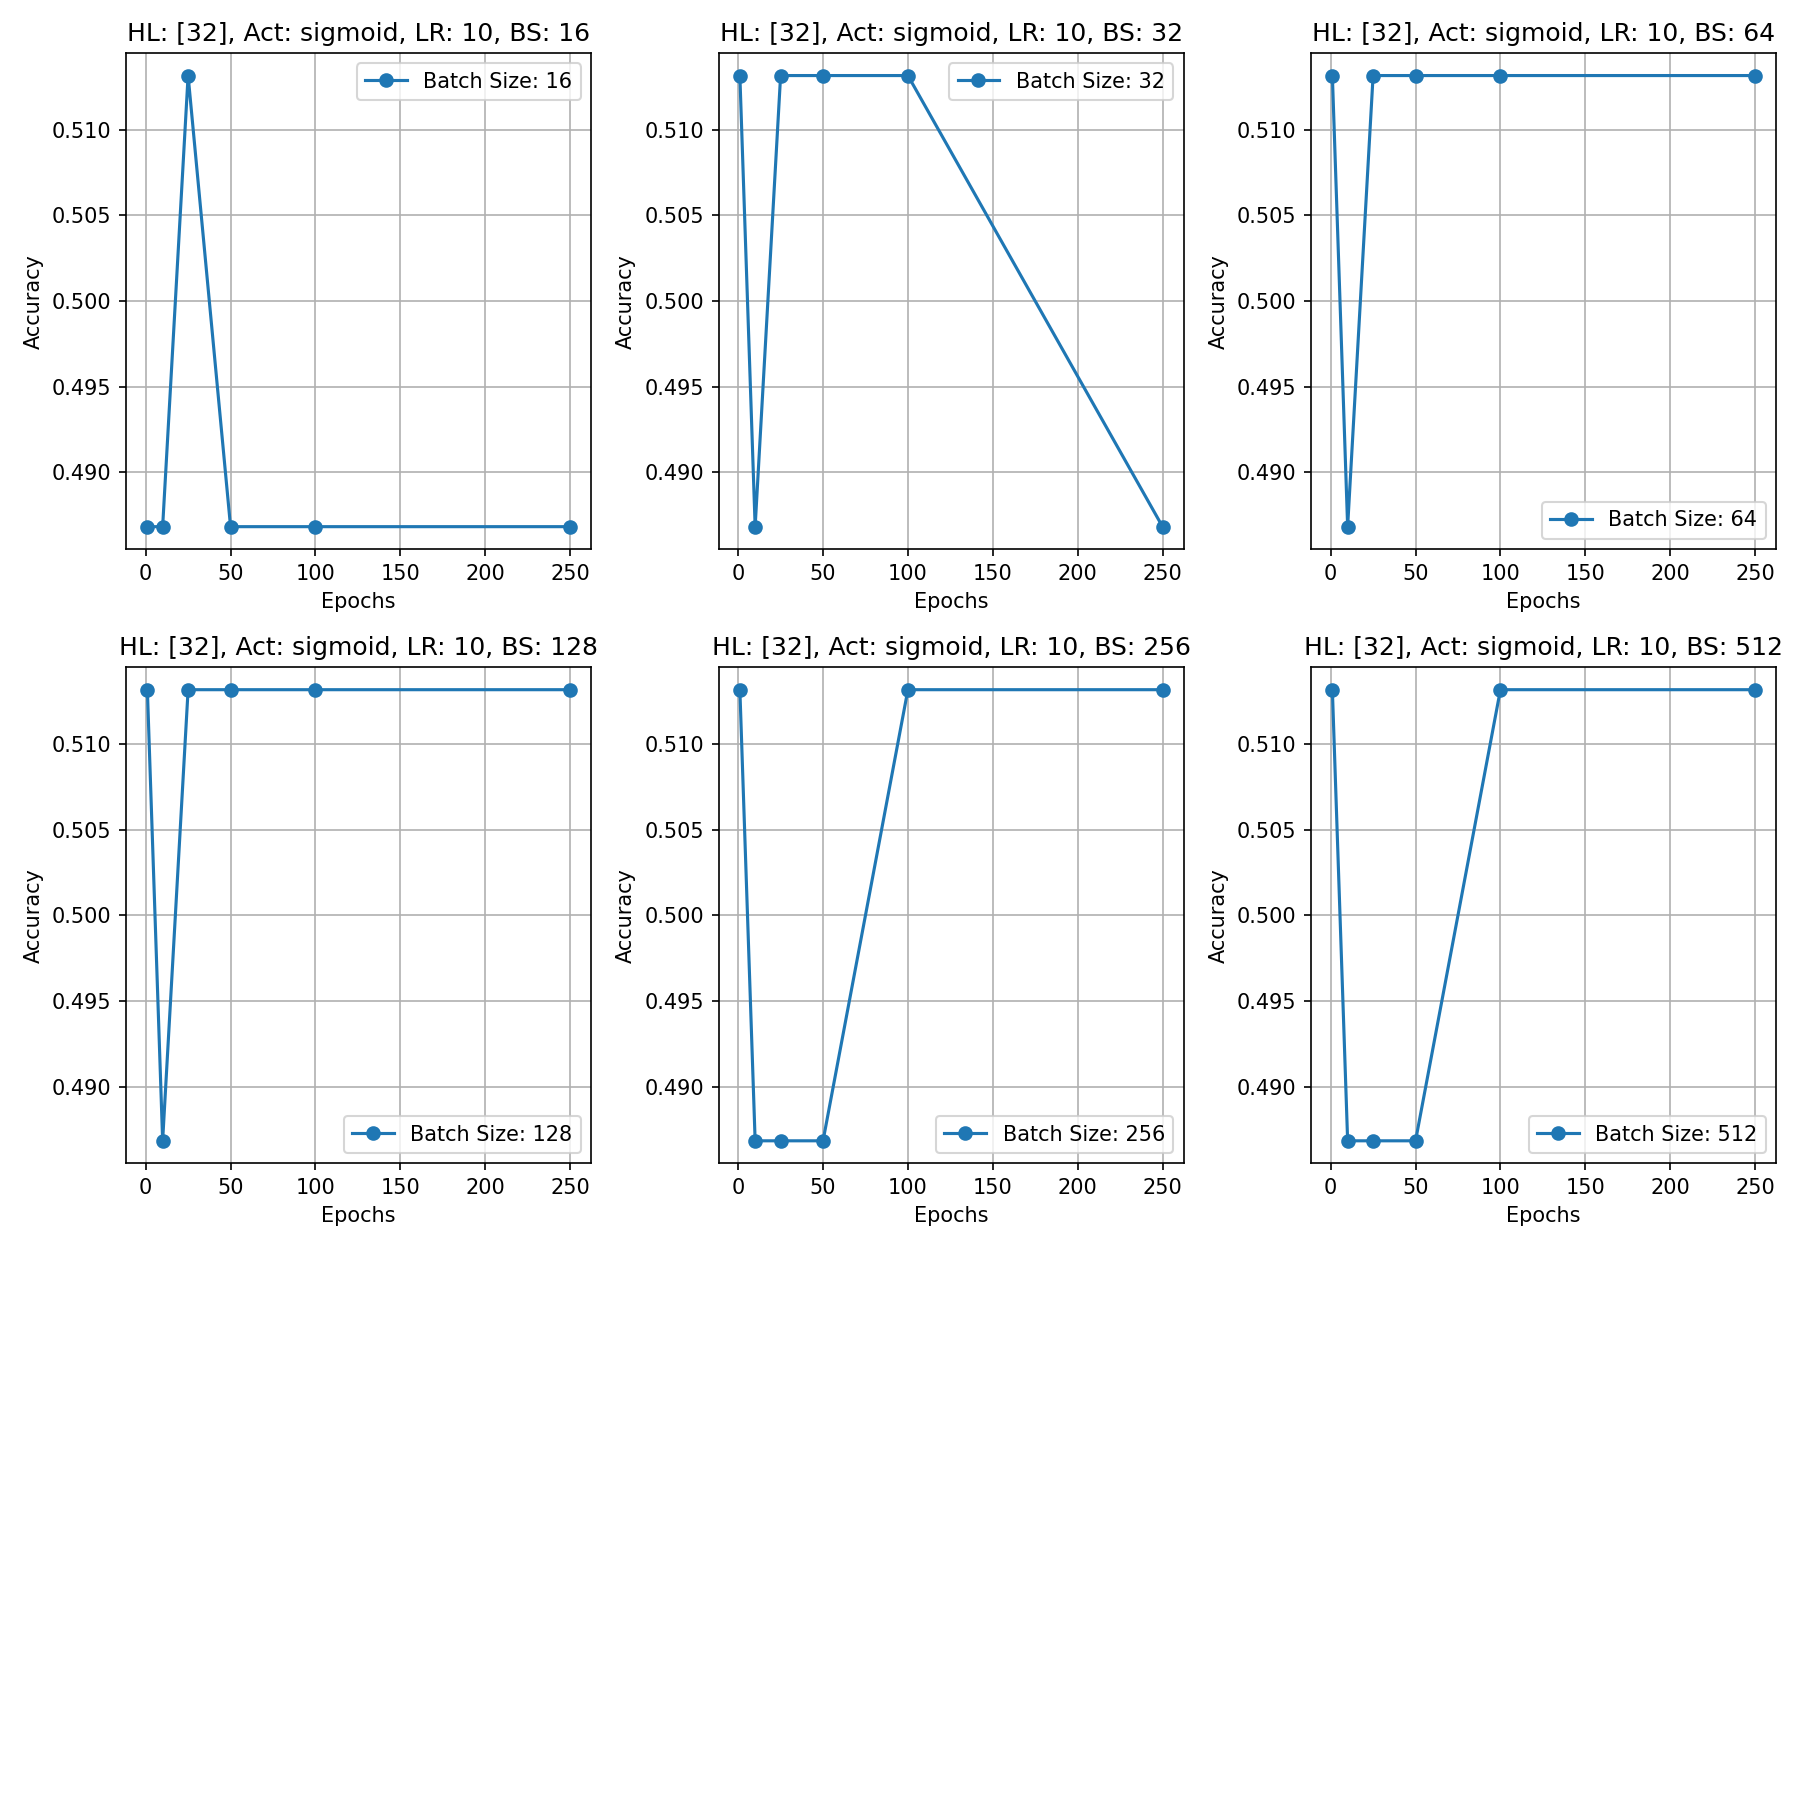 HL: [32], Act: sigmoid, LR: 10, BS: 16
Batch Size: 16
0.510
0.505
0.500
0.495
0.490
Accuracy
0 50 100 150 200 250
Epochs
HL: [32], Act: sigmoid, LR: 10, BS: 32
Batch Size: 32
0.510
0.505
0.500
0.495
0.490
Accuracy
0 50 100 150 200 250
Epochs
HL: [32], Act: sigmoid, LR: 10, BS: 64
0.510
0.505
0.500
0.495
0.490
Accuracy
Batch Size: 64
0 50 100 150 200 250
Epochs
HL: [32], Act: sigmoid, LR: 10, BS: 128
0.510
0.505
0.500
0.495
0.490
Accuracy
Batch Size: 128
0 50 100 150 200 250
Epochs
HL: [32], Act: sigmoid, LR: 10, BS: 256
0.510
0.505
0.500
0.495
0.490
Accuracy
Batch Size: 256
0 50 100 150 200 250
Epochs
HL: [32], Act: sigmoid, LR: 10, BS: 512
0.510
0.505
0.500
0.495
0.490
Accuracy
Batch Size: 512
0 50 100 150 200 250
Epochs